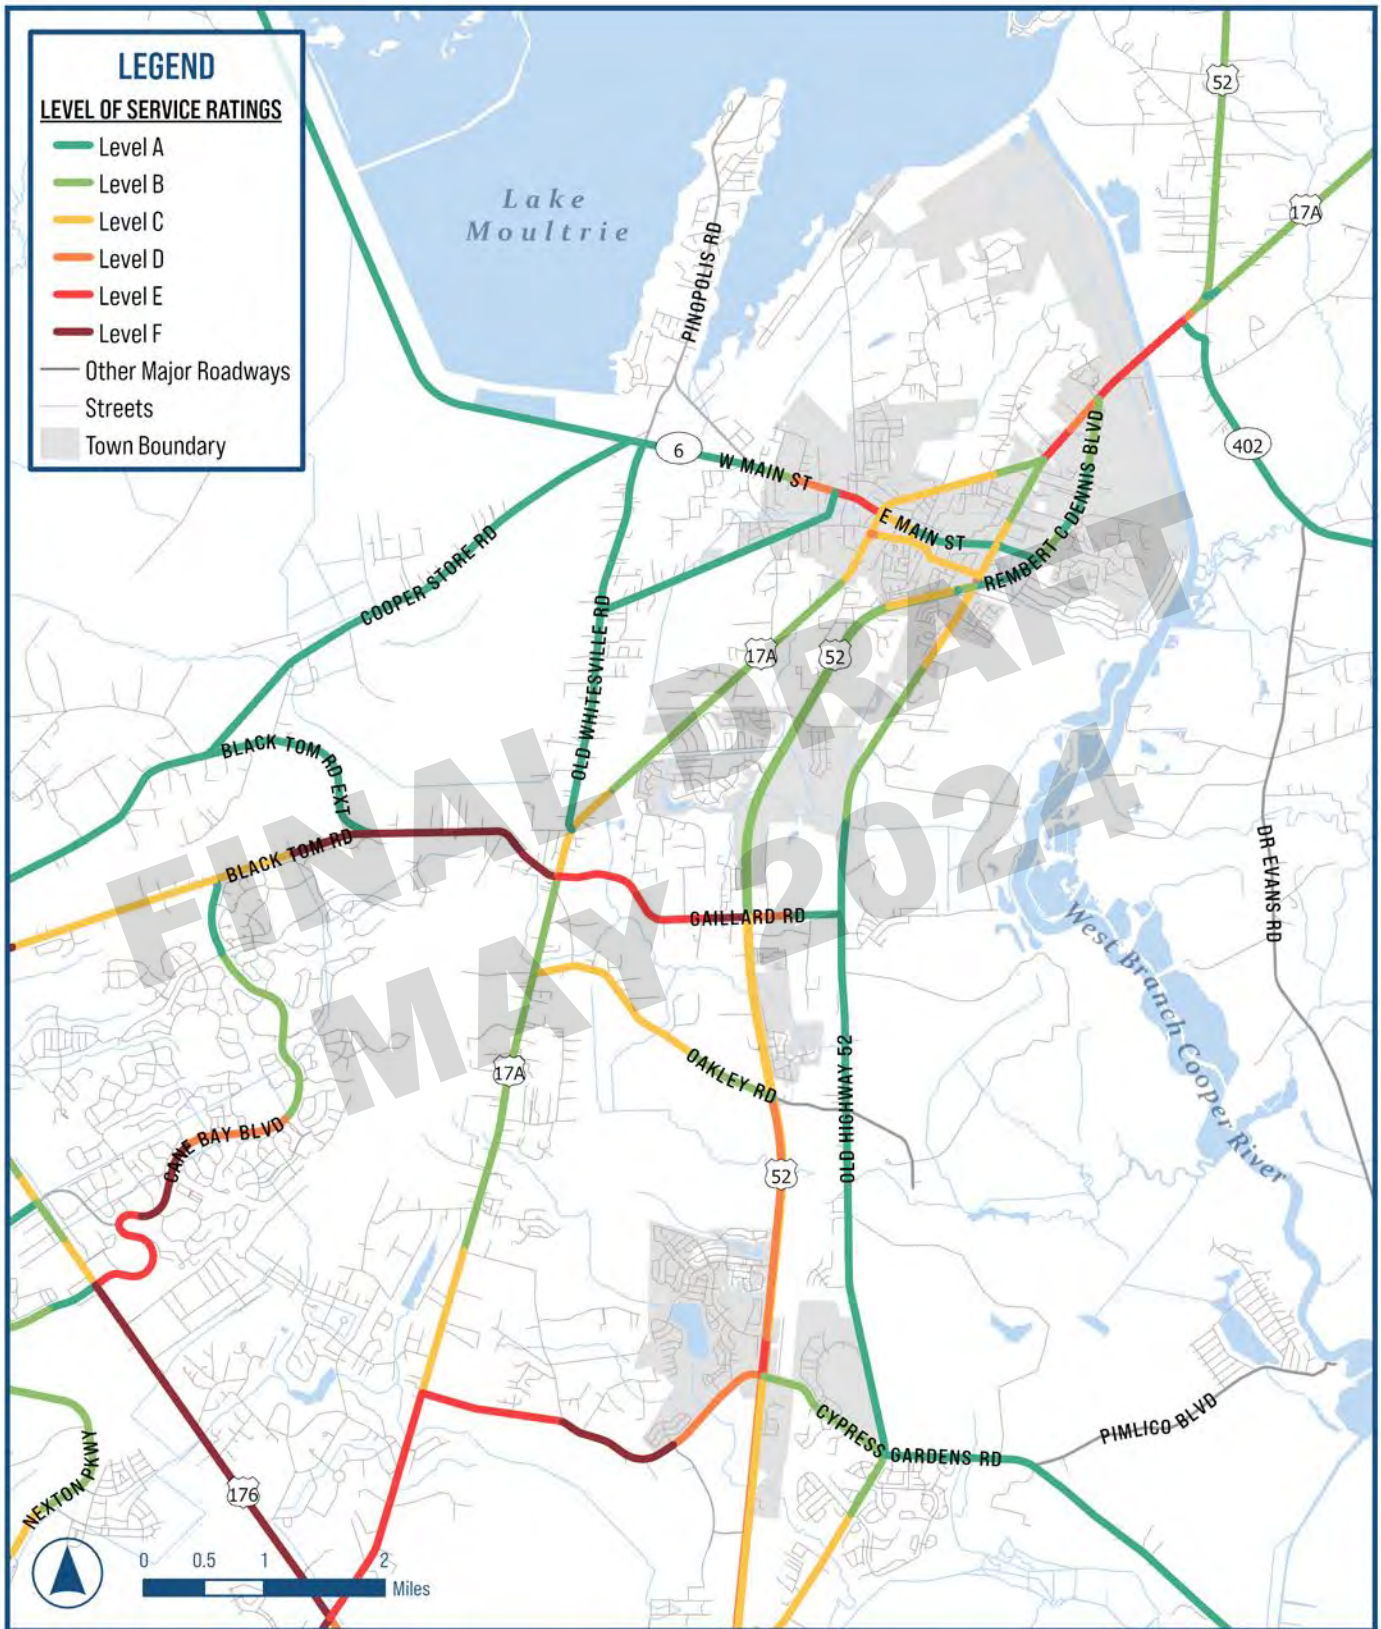 LEGEND
LEVEL OF SERVICE RATINGS
Level A
Level B
Level C
Level D
Level E
Level F
Other Major Roadways
Streets
Town Boundary
52
17A
Lake
Moultrie
PINOPOLIS RD
6
W MAIN ST
402
E MAIN ST
REMBERT C DENNIS BLVD
COOPER STORE RD
OLD WHITESVILLE RD
17A
52
BLACK TOM RD EXT
BLACK TOM RD
GAILLARD RD
DR EVANS RD
West Branch Cooper River
FINAL DRAFT
MAY 2024
17A
OAKLEY RD
OLD HIGHWAY 52
CANE BAY BLVD
52
CYPRESS GARDENS RD
PIMLICO BLVD
NEXTON PKWY
176
0 0.5 1 2
Miles